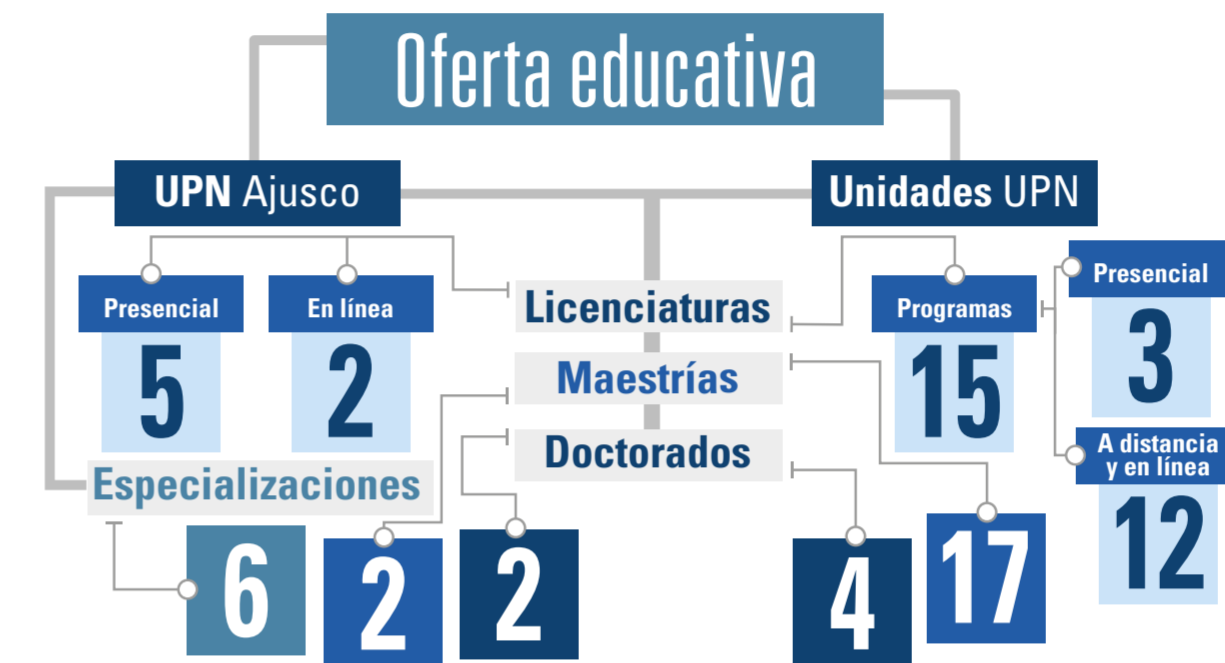 Oferta educativa
UPN Ajusco
Unidades UPN
Presencial
5
En línea
2
Licenciaturas
Maestrías
Doctorados
Programas
15
Presencial
3
A distancia
y en línea
12
Especializaciones
6
2
2
4
17